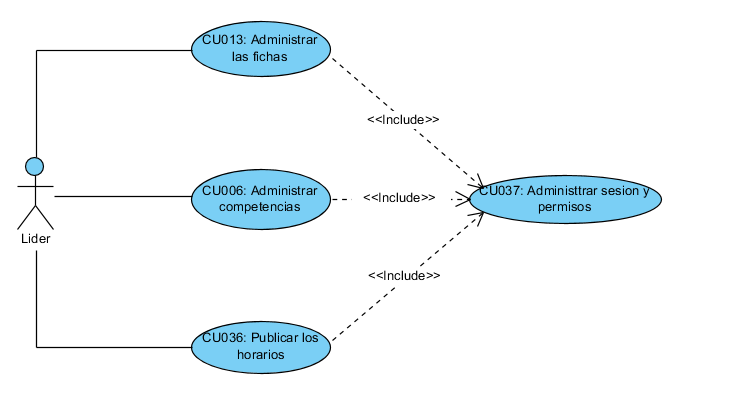 CU013: Administrar
las fichas
<<Include>>
CU006: Administrar
competencias
<<Include>>
CU037: Administtrar sesion y
permisos
Lider
<<Include>>
CU036: Publicar los
horarios